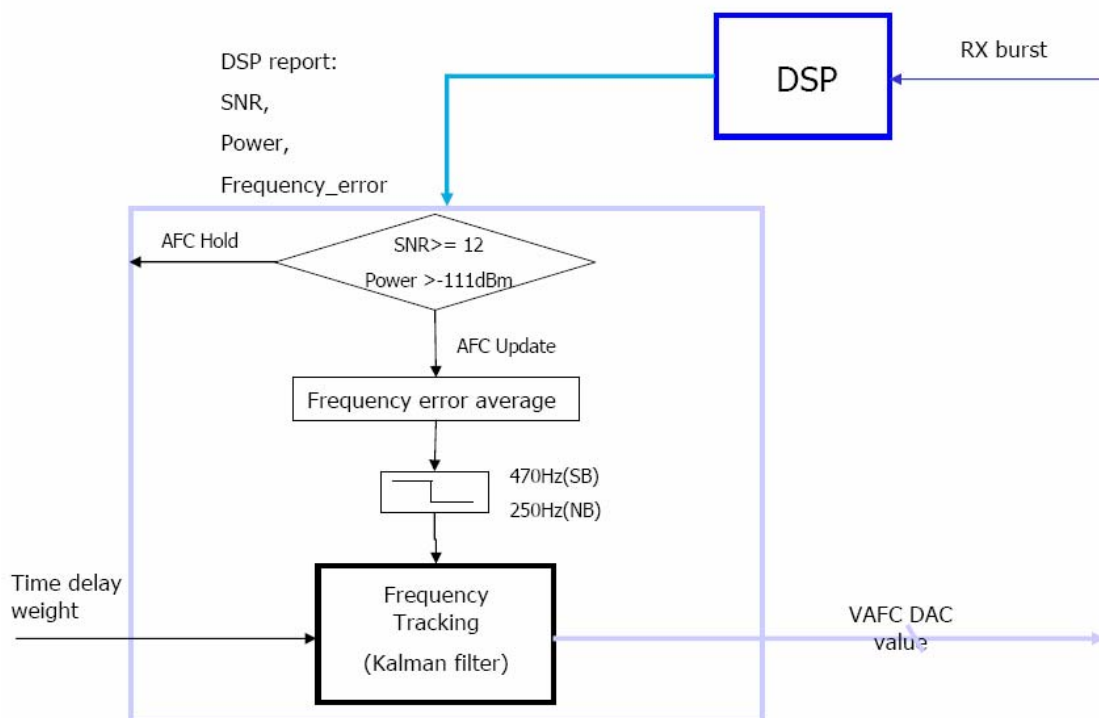 DSP report:
SNR,
Power,
Frequency_error
DSP
RX burst
AFC Hold
SNR>= 12
Power >-111dBm
AFC Update
Frequency error average
470Hz(SB)
250Hz(NB)
Time delay
weight
Frequency
Tracking
(Kalman filter)
VAFC DAC
value